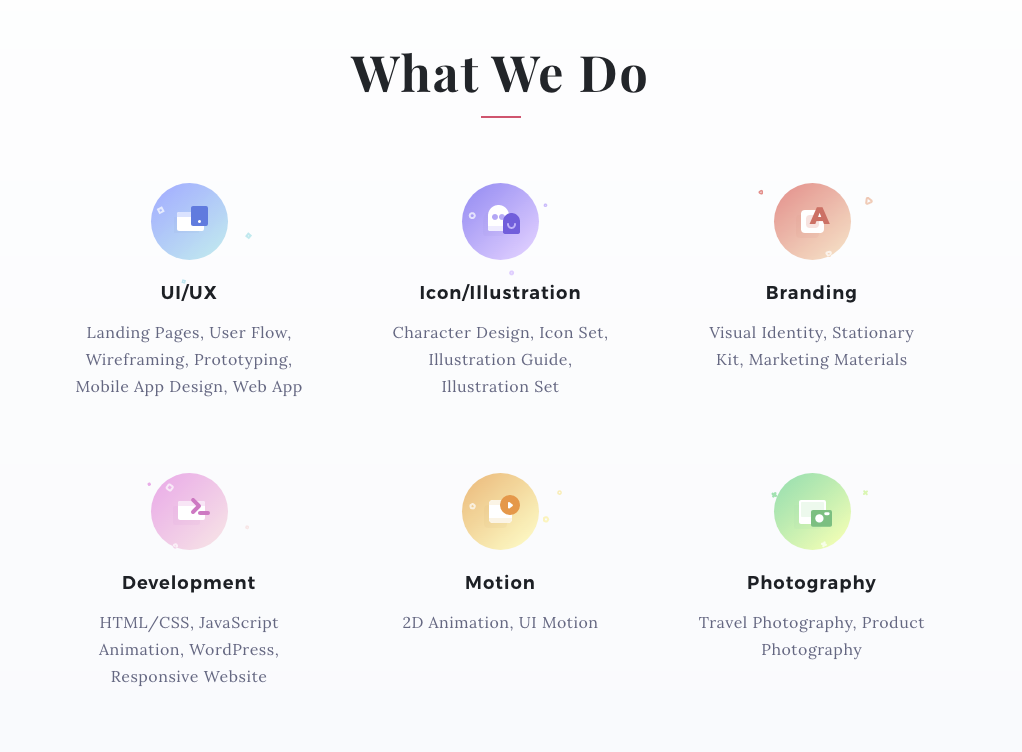 What We Do
UI/UX
Landing Pages, User Flow,
Wireframing, Prototyping,
Mobile App Design, Web App
Icon/Illustration
Character Design, Icon Set,
Illustration Guide,
Illustration Set
A
Branding
Visual Identity, Stationary
Kit, Marketing Materials
Development
HTML/CSS, JavaScript
Animation, WordPress,
Responsive Website
Motion
2D Animation, UI Motion
Photography
Travel Photography, Product
Photography